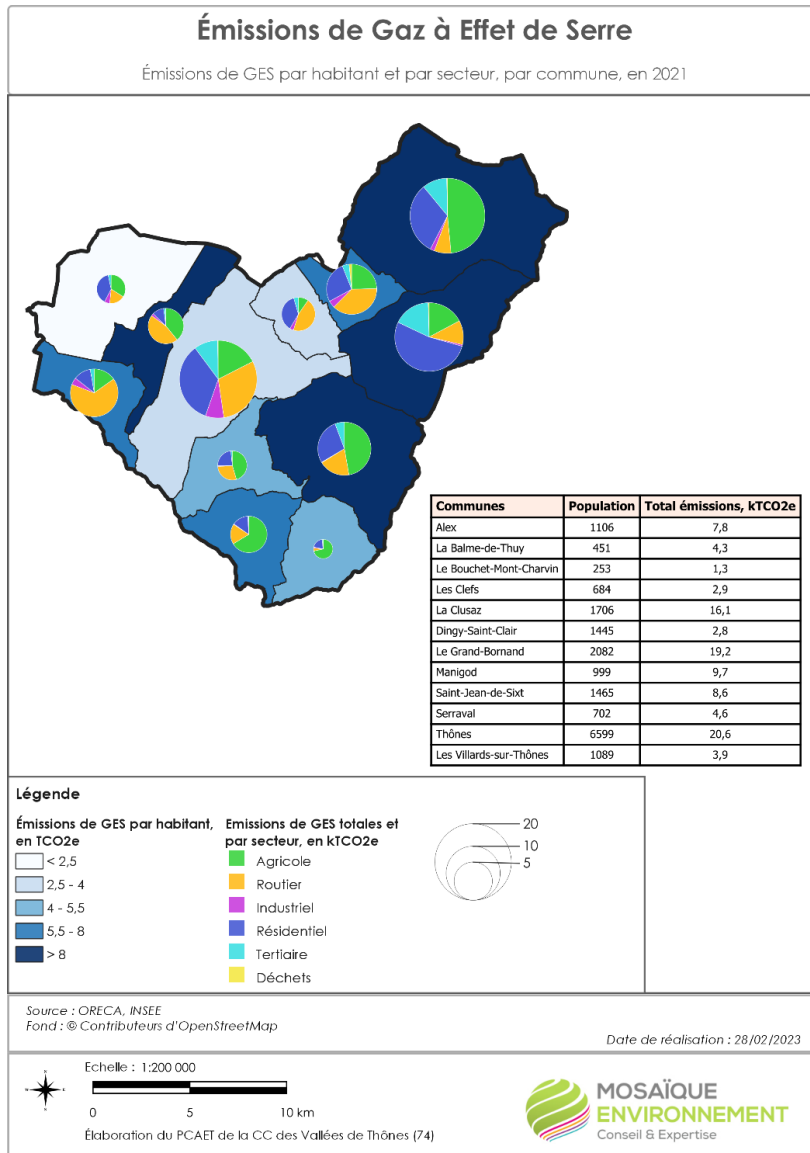 Émissions de Gaz à Effet de Serre
Émissions de GES par habitant et par secteur, par commune, en 2021
Communes Population Total émissions, kTCO2e
Alex 1106 7,8
La Balme-de-Thuy 451 4,3
Le Bouchet-Mont-Charvin 253 1,3
Les Clefs 684 2,9
La Clusaz 1706 16,1
Dingy-Saint-Clair 1445 2,8
Le Grand-Bornand 2082 19,2
Manigod 999 9,7
Saint-Jean-de-Sixt 1465 8,6
Serraval 702 4,6
Thônes 6599 20,6
Les Villards-sur-Thônes 1089 3,9
Légende
Émissions de GES par habitant,
en TCO2e
< 2,5
2,5 - 4
4 - 5,5
5,5 - 8
> 8
Emissions de GES totales et
par secteur, en kTCO2e
Agricole
Routier
Industriel
Résidentiel
Tertiaire
Déchets
20
10
5
Source : ORECA, INSEE
Fond : © Contributeurs d'OpenStreetMap
Date de réalisation : 28/02/2023
Echelle : 1:200 000
0 5 10 km
Élaboration du PCAET de la CC des Vallées de Thônes (74)
MOSAÏQUE
ENVIRONNEMENT
Conseil & Expertise